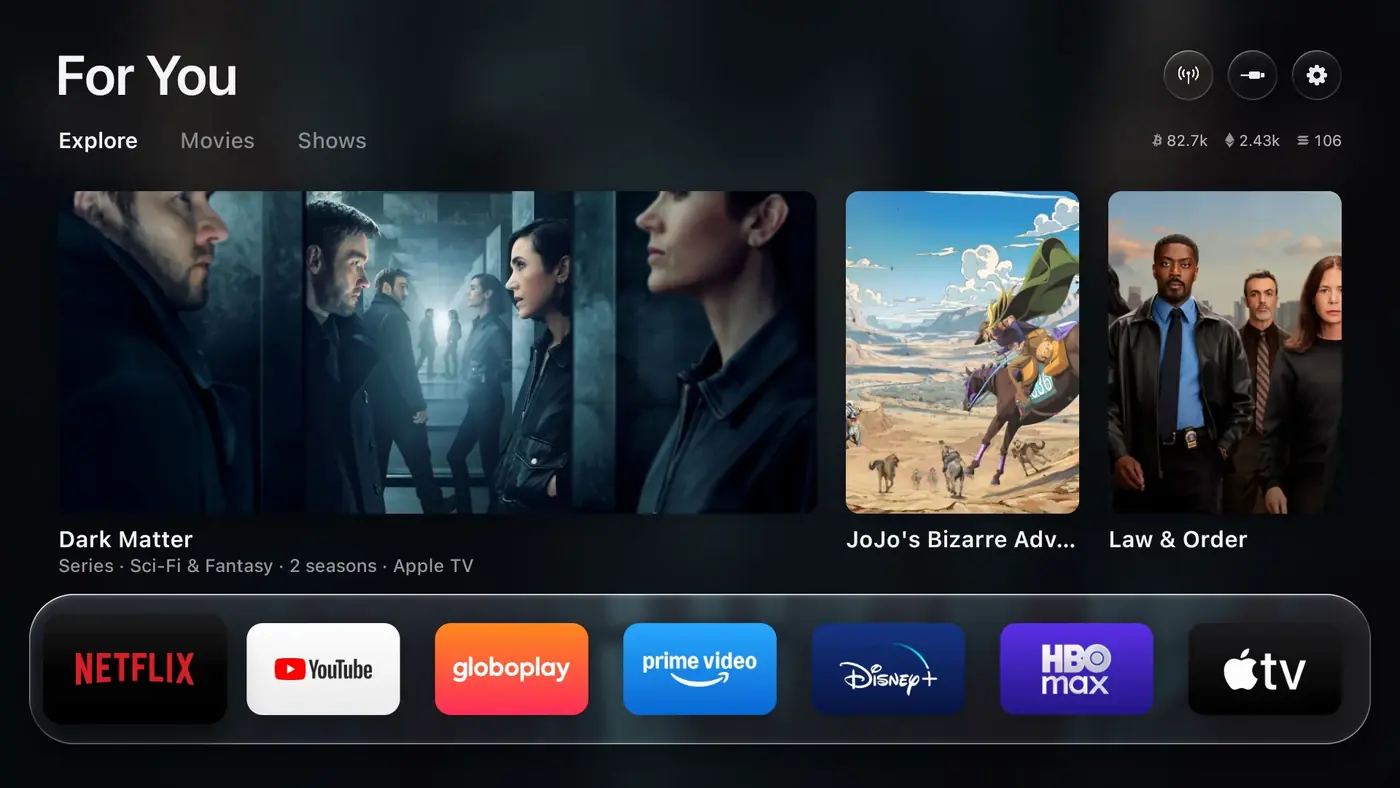 For You
Explore Movies Shows
82.7k 2.43k 106
Dark Matter
Series · Sci-Fi & Fantasy · 2 seasons · Apple TV
JoJo's Bizarre Adv...
Law & Order
NETFLIX
YouTube
globoplay
prime video
Disney+
HBO
max
tv